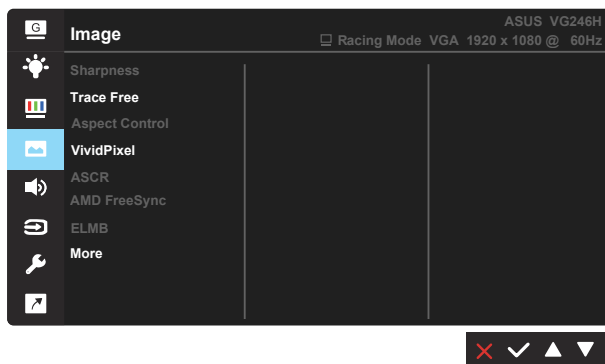 G
Image
ASUS VG246H
Racing Mode VGA 1920 x 1080 @ 60Hz
Sharpness
Trace Free
Aspect Control
VividPixel
ASCR
AMD FreeSync
ELMB
More